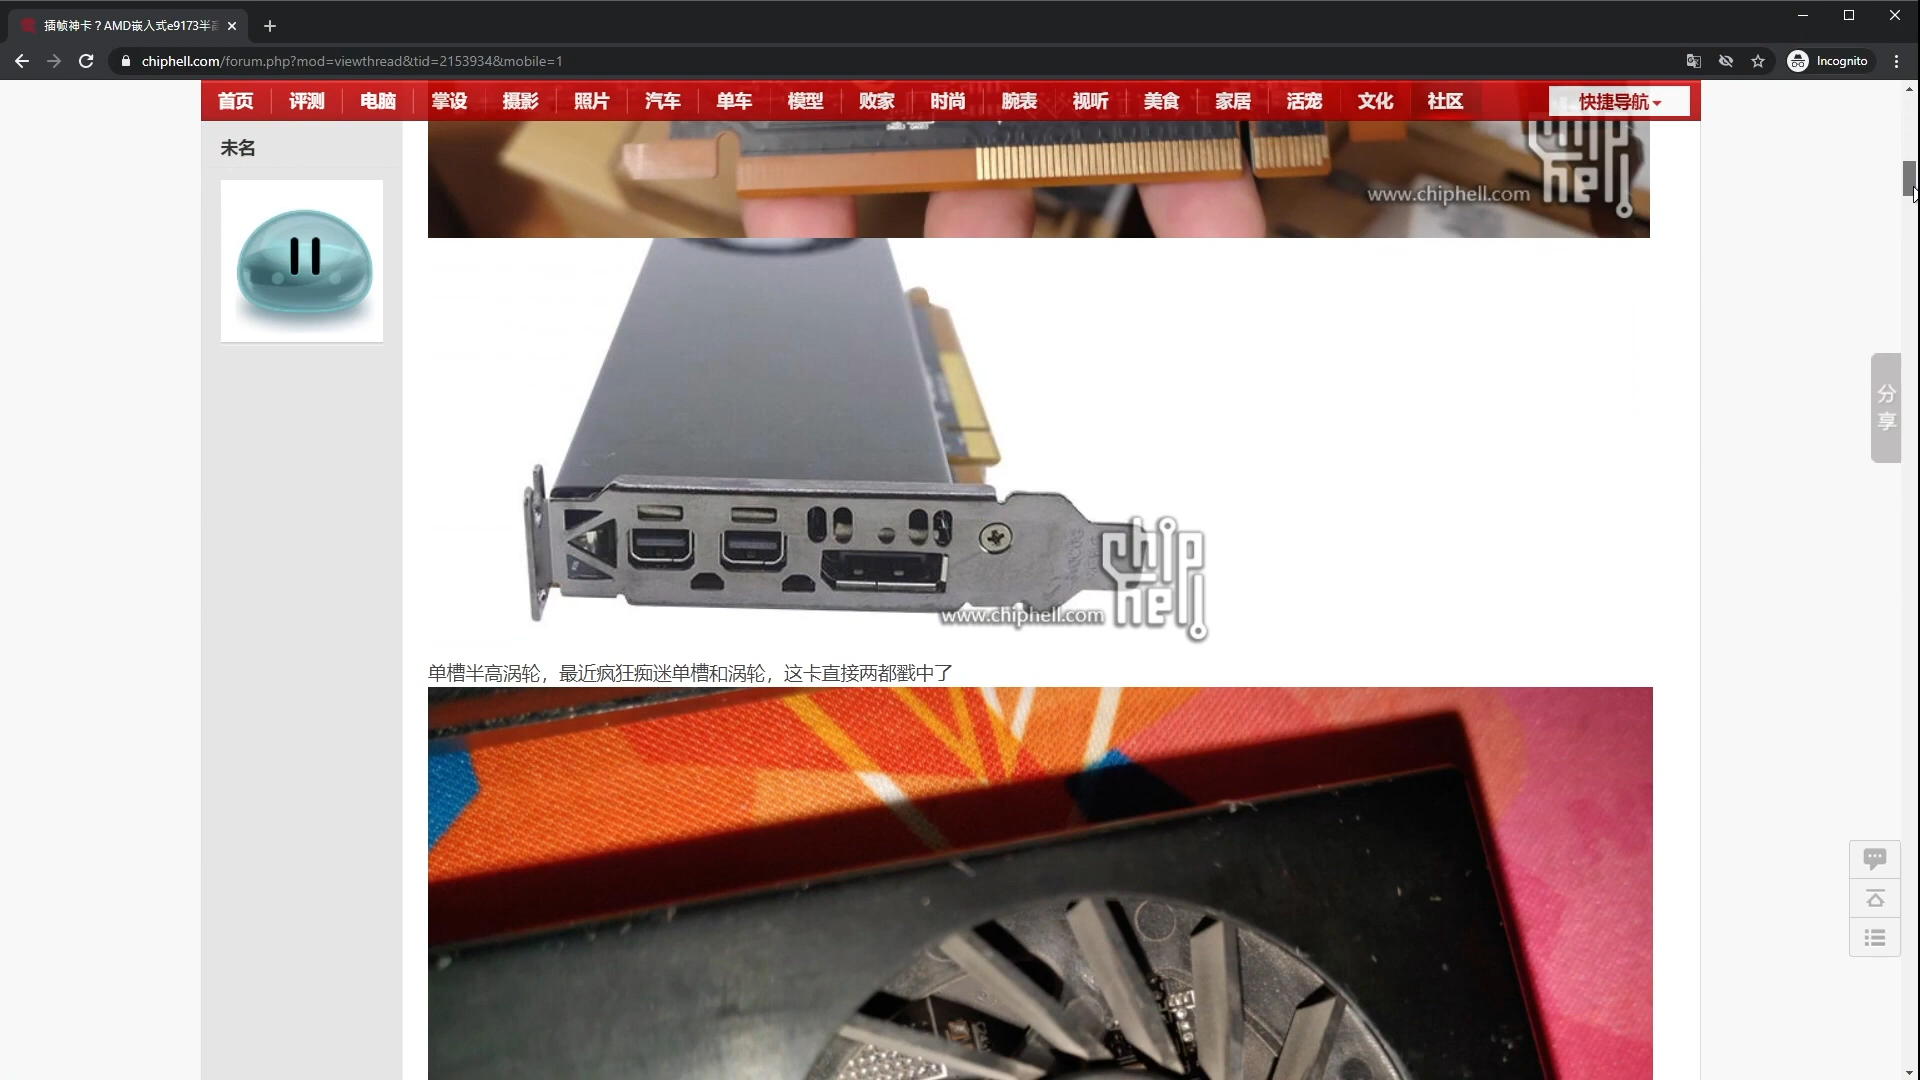 插帧神卡？AMD嵌入式e9173半高
chiphell.com/forum.php?mod=viewthread&tid=2153934&mobile=1
Incognito
首页 评测 电脑 掌设 摄影 照片 汽车 单车 模型 败家 时尚 腕表 视听 美食 家居 活宠 文化 社区 快捷导航
未名
www.chiphell.com
chip
hell
分
享
chip
hell
www.chiphell.com
单槽半高涡轮，最近疯狂痴迷单槽和涡轮，这卡直接两都戳中了